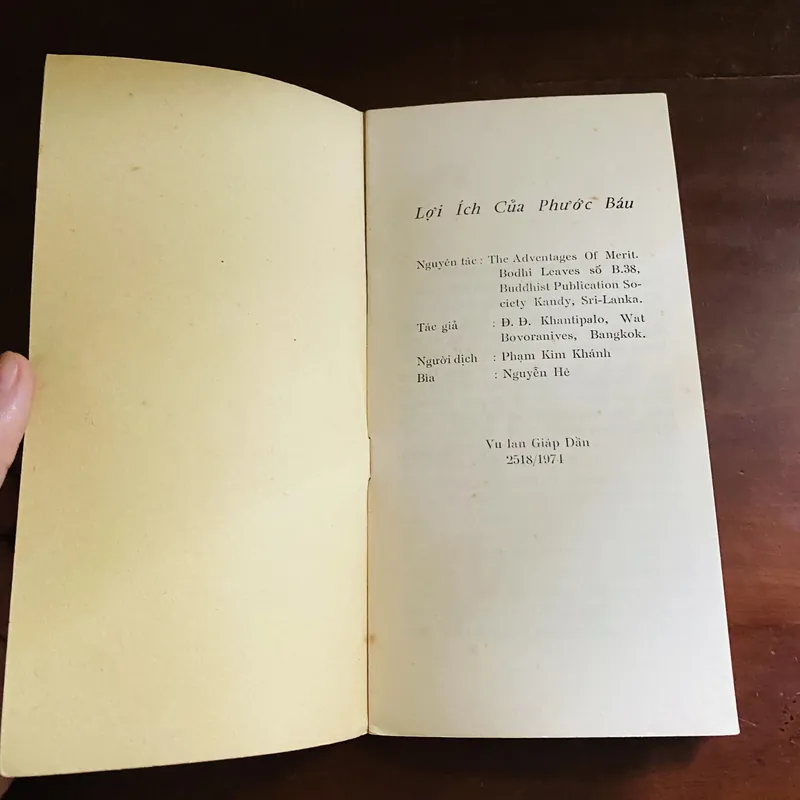 Lợi Ích Của Phước Báu
Nguyên tác : The Adventages Of Merit.
Bodhi Leaves số B.38,
Buddhist Publication So-
ciety Kandy, Sri-Lanka.
Tác giả : Đ. Đ. Khantipalo, Wat
Bovoranives, Bangkok.
Người dịch : Phạm Kim Khánh
Bìa : Nguyễn Hè
Vu lan Giáp Dần
2518/1974